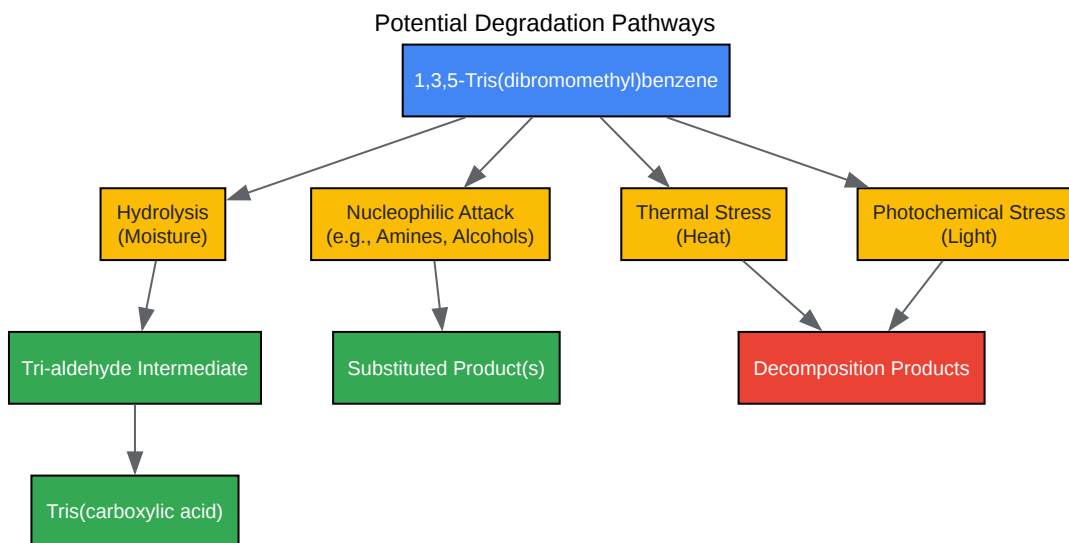 Potential Degradation Pathways
1,3,5-Tris(dibromomethyl)benzene
Hydrolysis
(Moisture)
Nucleophilic Attack
(e.g., Amines, Alcohols)
Thermal Stress
(Heat)
Photochemical Stress
(Light)
Tri-aldehyde Intermediate
Substituted Product(s)
Decomposition Products
Tris(carboxylic acid)